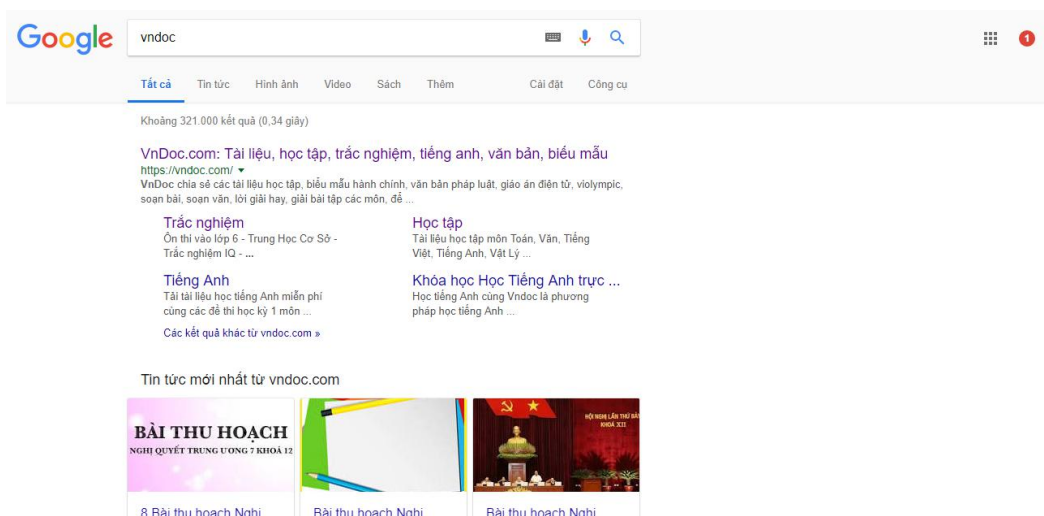 Google
vndoc
1
Tất cả Tin tức Hình ảnh Video Sách Thêm Cài đặt Công cụ
Khoảng 321.000 kết quả (0,34 giây)
VnDoc.com: Tài liệu, học tập, trắc nghiệm, tiếng anh, văn bản, biểu mẫu
https://vndoc.com/
VnDoc chia sẻ các tài liệu học tập, biểu mẫu hành chính, văn bản pháp luật, giáo án điện tử, violympic,
soạn bài, soạn văn, lời giải hay, giải bài tập các môn, để ...
Trắc nghiệm
Ôn thi vào lớp 6 - Trung Học Cơ Sở -
Trắc nghiệm IQ - ...
Học tập
Tài liệu học tập môn Toán, Văn, Tiếng
Việt, Tiếng Anh, Vật Lý ...
Tiếng Anh
Tải tài liệu học tiếng Anh miễn phí
cùng các đề thi học kỳ 1 môn ...
Khóa học Học Tiếng Anh trực ...
Học tiếng Anh cùng Vndoc là phương
pháp học tiếng Anh ...
Các kết quả khác từ vndoc.com »
Tin tức mới nhất từ vndoc.com
BÀI THU HOẠCH
NGHỊ QUYẾT TRUNG ƯƠNG 7 KHOÁ 12
HỘI NGHỊ LẦN THỨ BẢY
KHOÁ XII
8 Bài thu hoạch Nghị
Bài thu hoạch Nghị
Bài thu hoạch Nghị